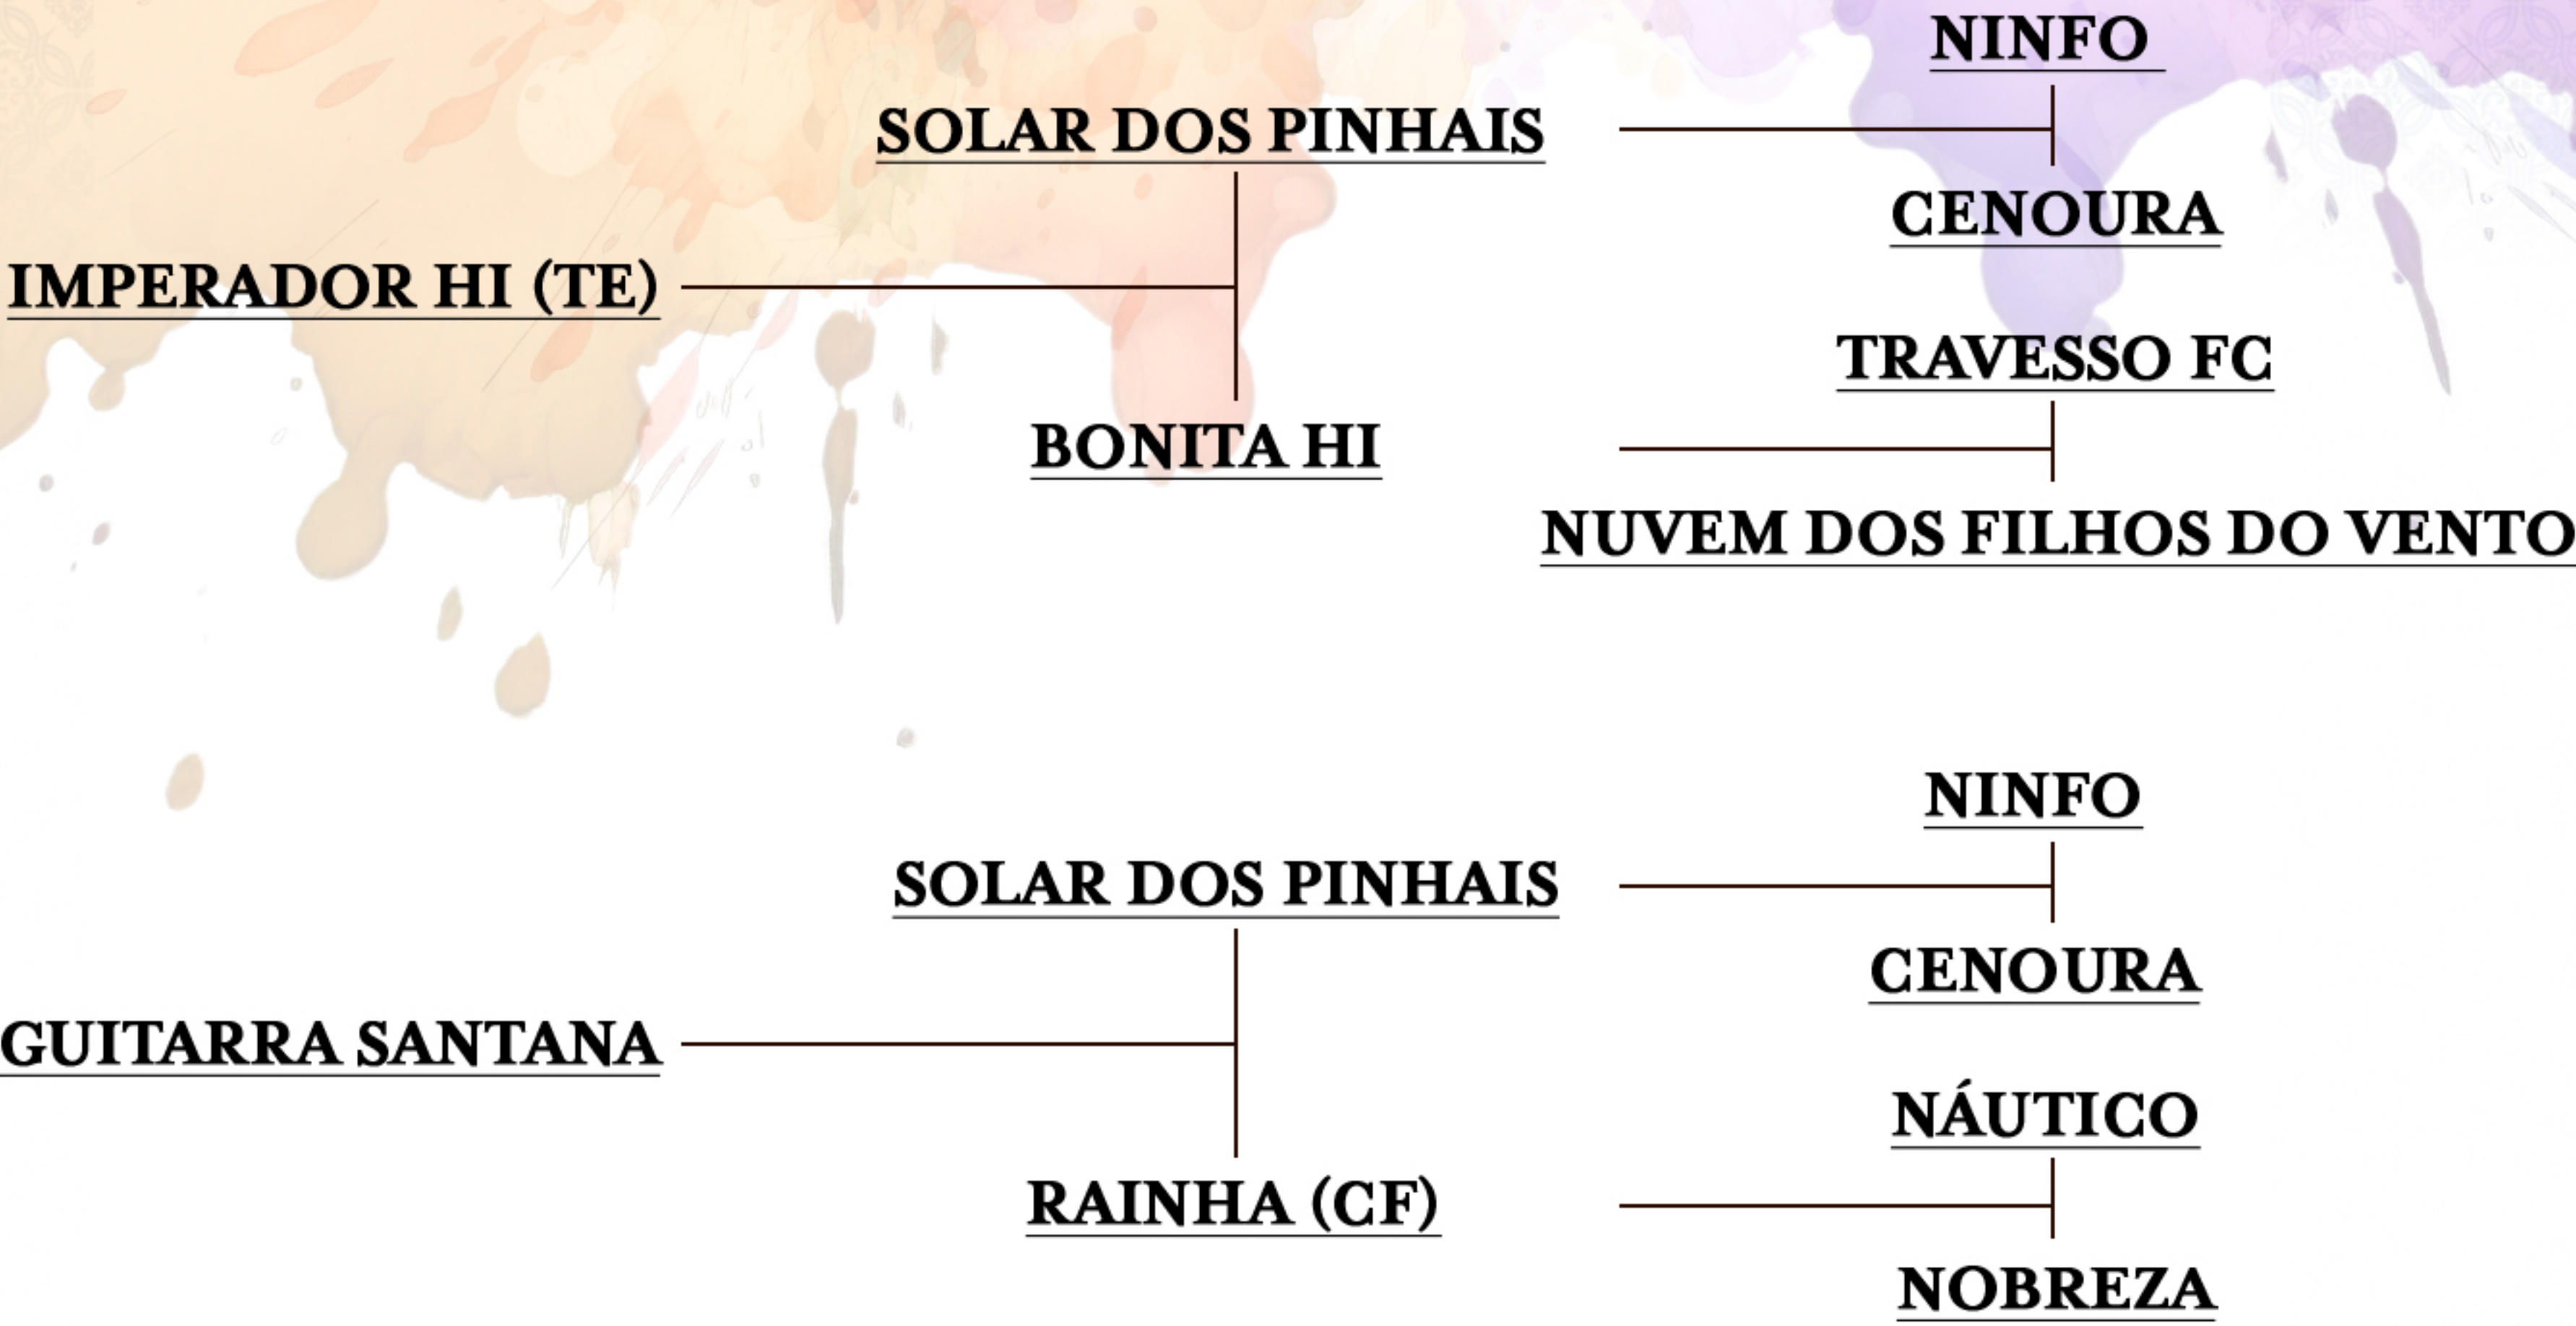 NINFO
SOLAR DOS PINHAIS
CENOURA
IMPERADOR HI (TE)
TRAVESSO FC
BONITA HI
NUVEM DOS FILHOS DO VENTO
NINFO
SOLAR DOS PINHAIS
CENOURA
GUITARRA SANTANA
NÁUTICO
RAINHA (CF)
NOBREZA